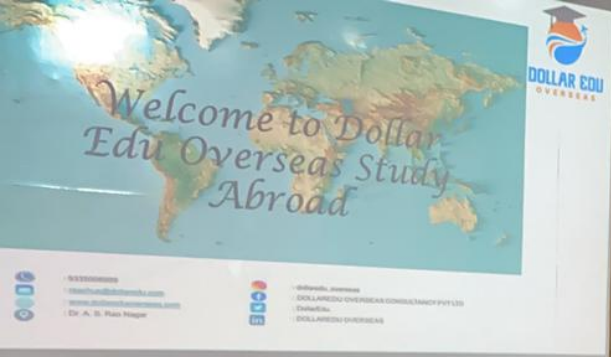 DOLLAR EDU
OVERSEAS
Welcome to Dollar
Edu Overseas Study
Abroad
: Dr. A. S. Rao Nagar
: dollaredu_overseas
: DOLLAREDU OVERSEAS CONSULTANCY PVT LTD
: DollarEdu
: DOLLAREDU OVERSEAS